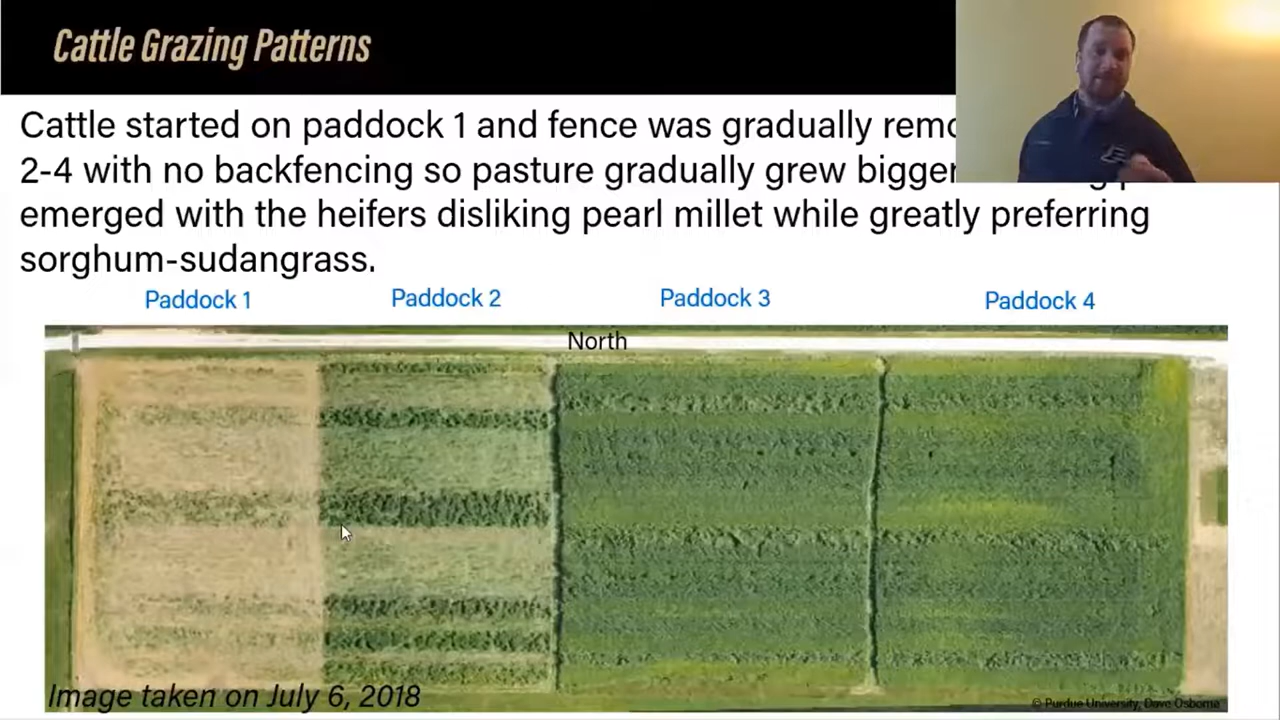 Cattle Grazing Patterns
Cattle started on paddock 1 and fence was gradually
2-4 with no backfencing so pasture gradually grew bigger
emerged with the heifers disliking pearl millet while greatly preferring
sorghum-sudangrass.
Paddock 1
Paddock 2
Paddock 3
Paddock 4
North
Image taken on July 6, 2018
© Purdue University, Dave Osborne